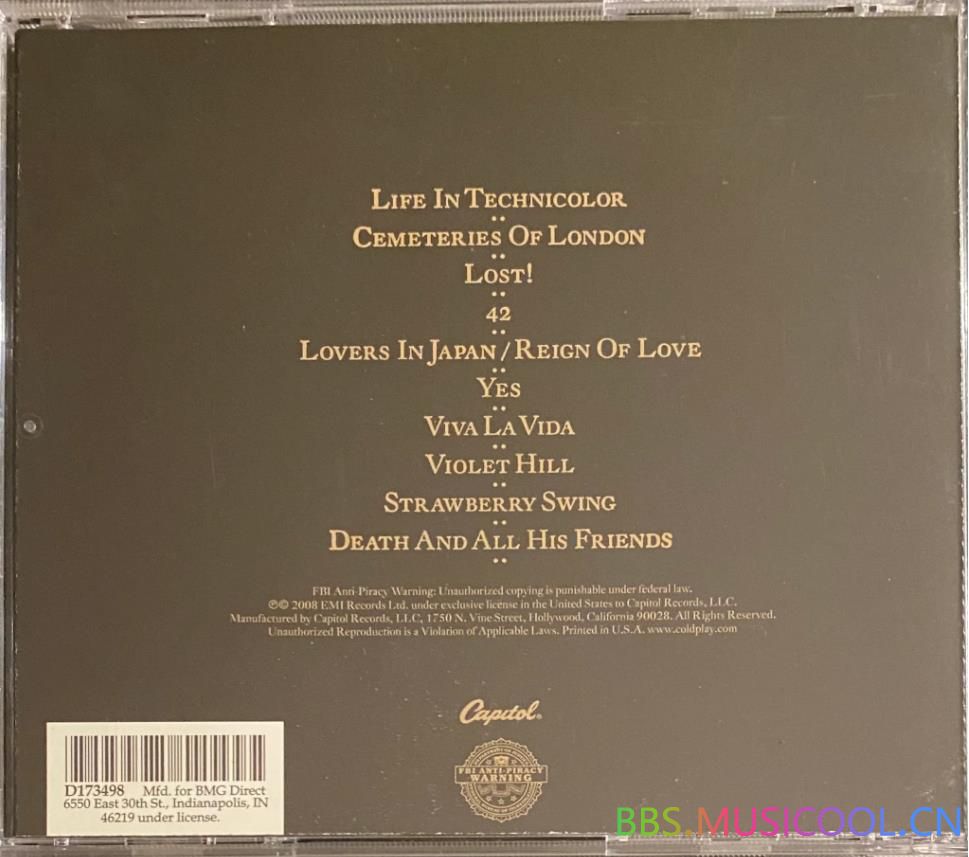 LIFE IN TECHNICOLOR
CEMETERIES OF LONDON
LOST!
42
LOVERS IN JAPAN / REIGN OF LOVE
YES
VIVA LA VIDA
VIOLET HILL
STRAWBERRY SWING
DEATH AND ALL HIS FRIENDS
FBI Anti-Piracy Warning: Unauthorized copying is punishable under federal law.
℗© 2008 EMI Records Ltd. under exclusive license in the United States to Capitol Records, LLC.
Manufactured by Capitol Records, LLC, 1750 N. Vine Street, Hollywood, California 90028. All Rights Reserved.
Unauthorized Reproduction is a Violation of Applicable Laws. Printed in U.S.A. www.coldplay.com
Capitol®
FBI ANTI-PIRACY
WARNING
D173498 Mfd. for BMG Direct
6550 East 30th St., Indianapolis, IN
46219 under license.
BBS.MUSICOOL.CN